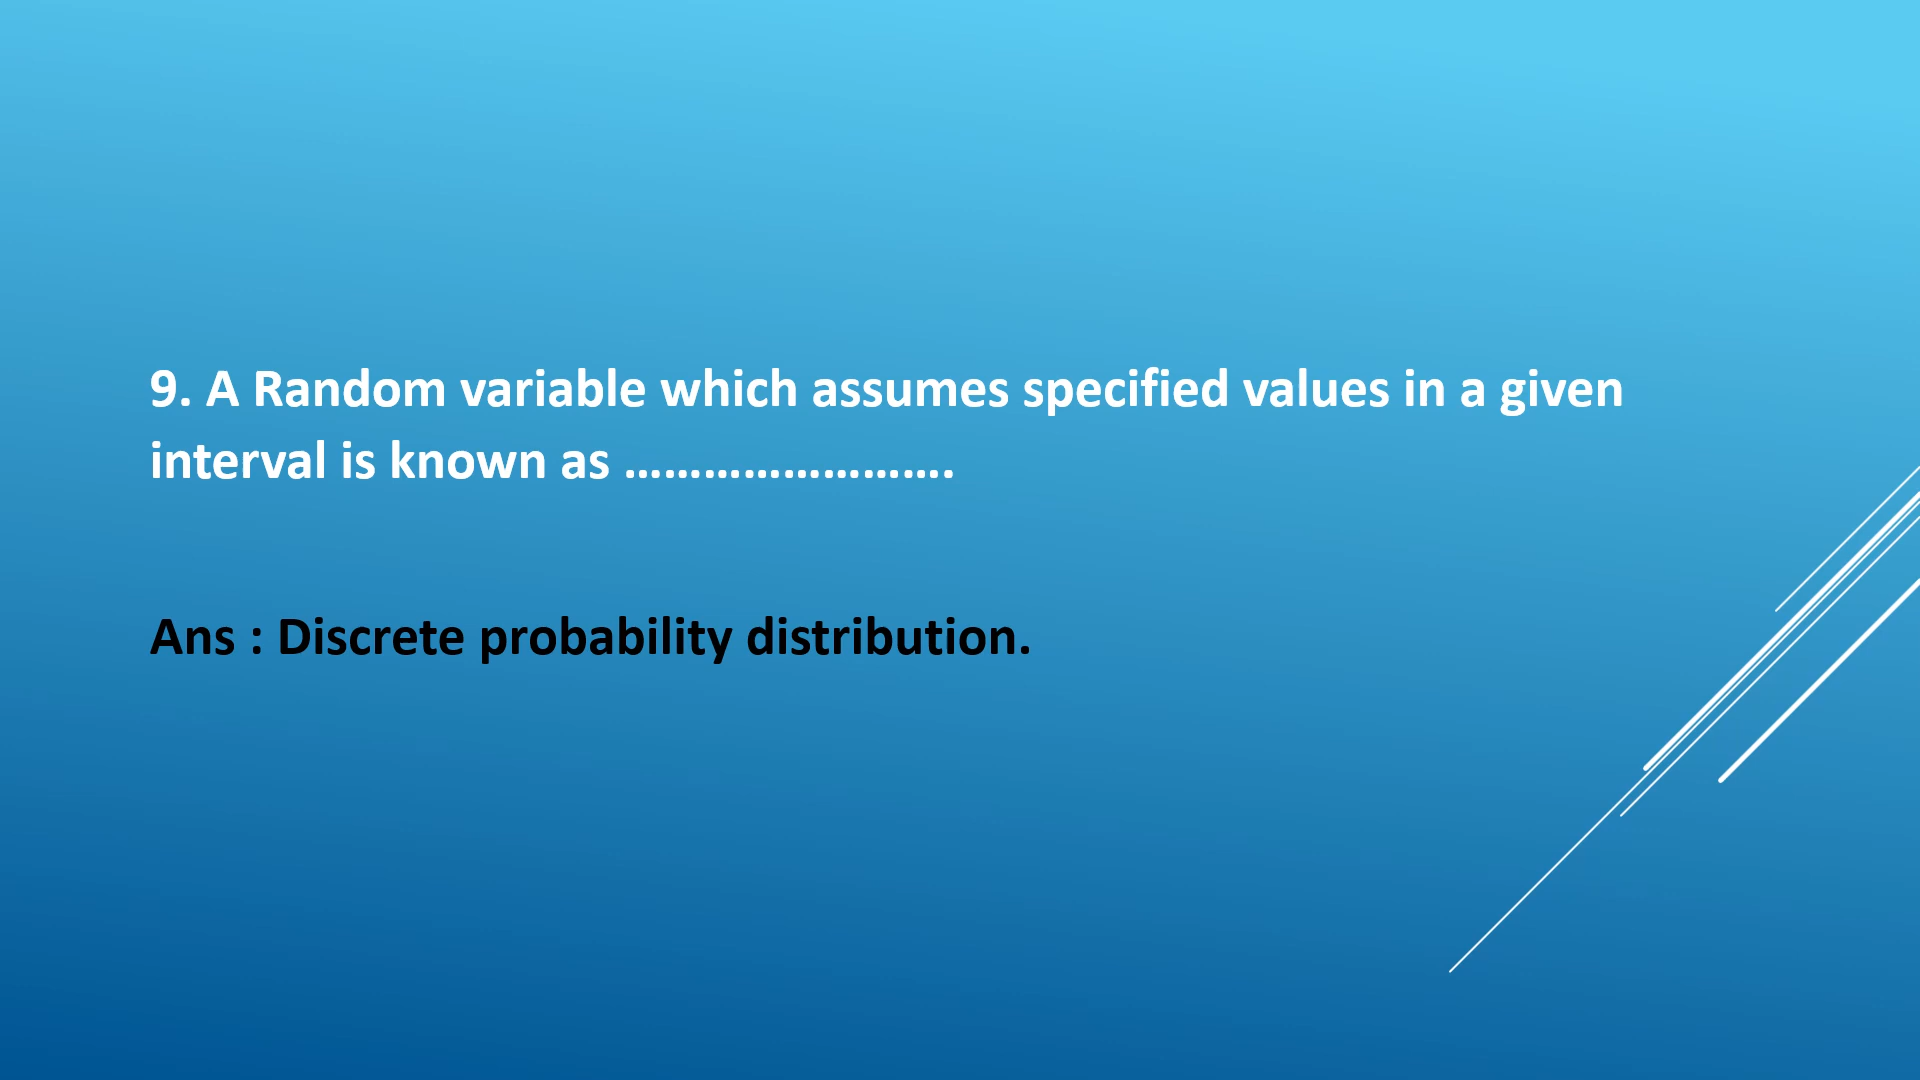 9. A Random variable which assumes specified values in a given
interval is known as …………………….
Ans : Discrete probability distribution.